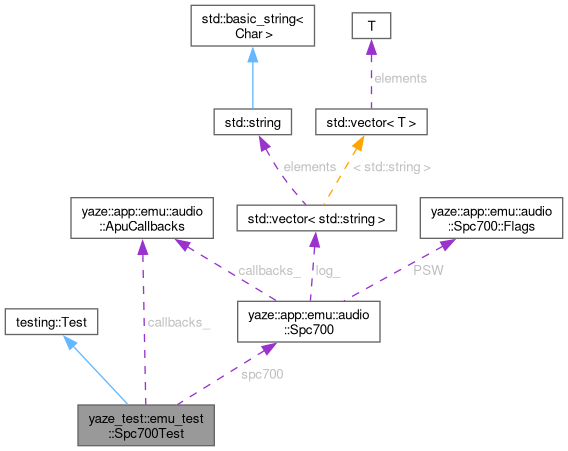 std::basic_string<
Char >
T
elements
std::string
std::vector< T >
elements
< std::string >
yaze::app::emu::audio
::ApuCallbacks
std::vector< std::string >
yaze::app::emu::audio
::Spc700::Flags
callbacks_
log_
PSW
testing::Test
callbacks_
yaze::app::emu::audio
::Spc700
spc700
yaze_test::emu_test
::Spc700Test